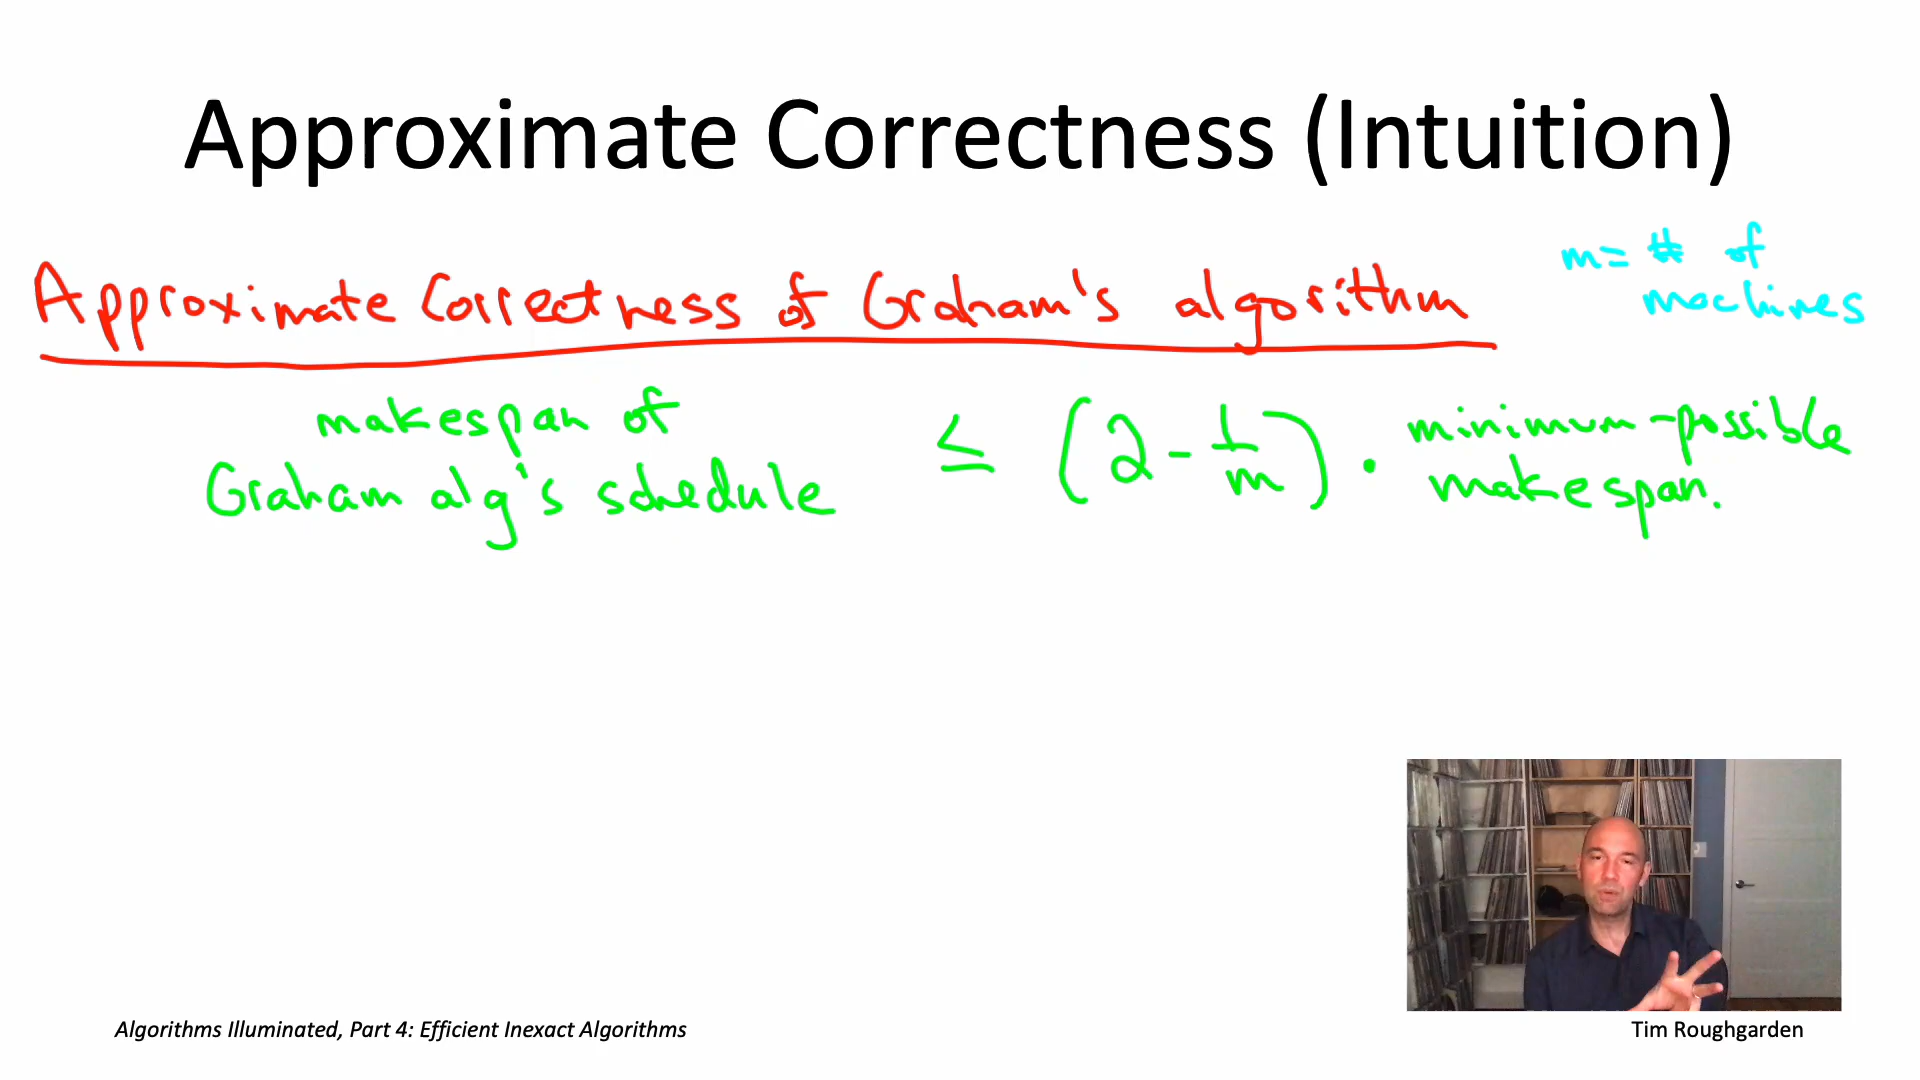 Approximate Correctness (Intuition)
Approximate Correctness of Graham's algorithm
m = # of
machines
makespan of
Graham alg's schedule
≤ (2 - 1/m) · minimum-possible
makespan.
Algorithms Illuminated, Part 4: Efficient Inexact Algorithms
Tim Roughgarden